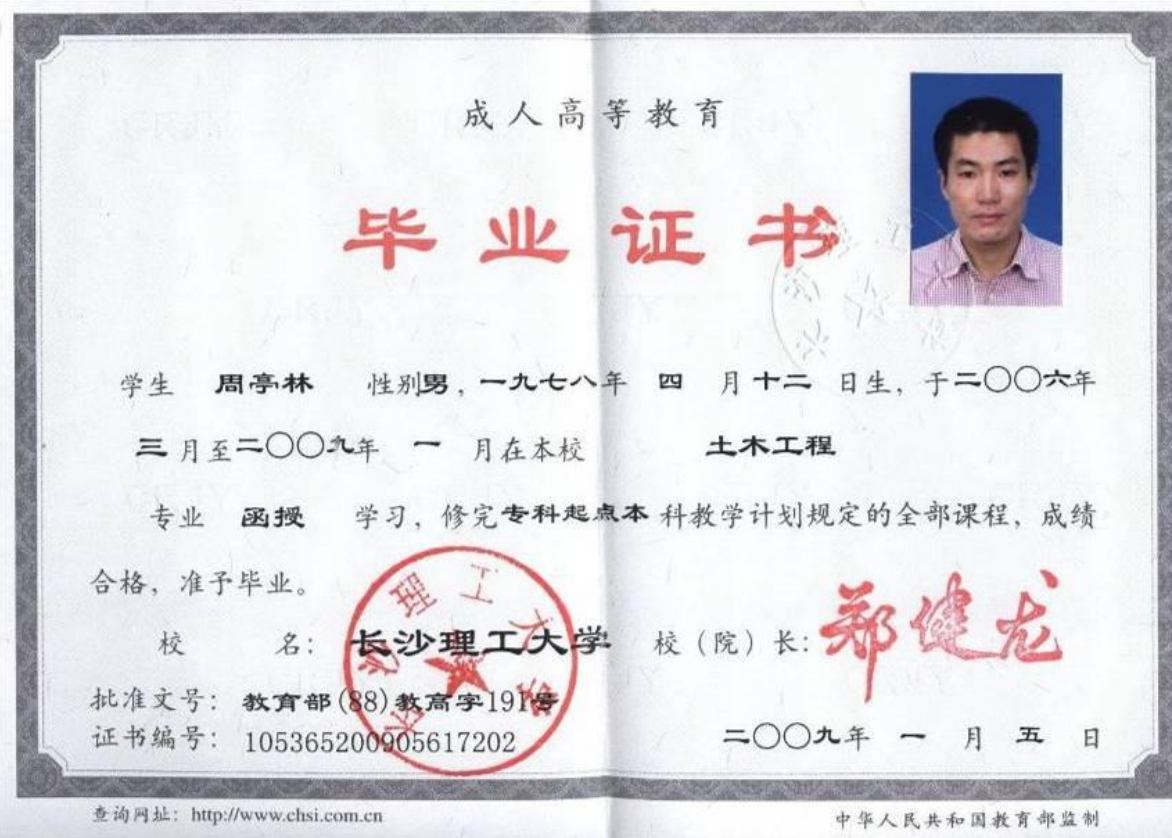 成人高等教育
毕业证书
学生 周亭林 性别男，一九七八年 四 月十二 日生，于二〇〇六年
三月至二〇〇九年 一 月在本校 土木工程
专业 函授 学习，修完专科起点本科教学计划规定的全部课程，成绩
合格，准予毕业。
校 名：长沙理工大学 校（院）长：郑健龙
批准文号：教育部(88)教高字191号
证书编号：105365200905617202
二〇〇九年 一 月 五 日
查询网址：http://www.chsi.com.cn 中华人民共和国教育部监制